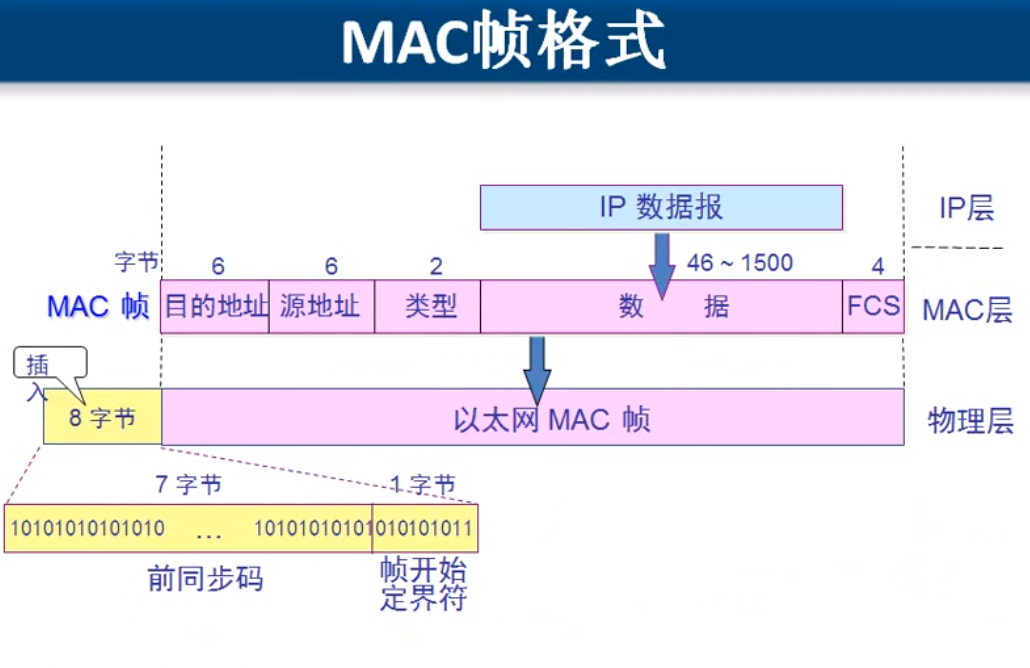 MAC帧格式
IP 数据报
IP层
字节
6
6
2
46 ~ 1500
4
MAC 帧
目的地址
源地址
类型
数 据
FCS
MAC层
插
入
8 字节
以太网 MAC 帧
物理层
7 字节
1 字节
10101010101010 … 10101010101
010101011
前同步码
帧开始
定界符